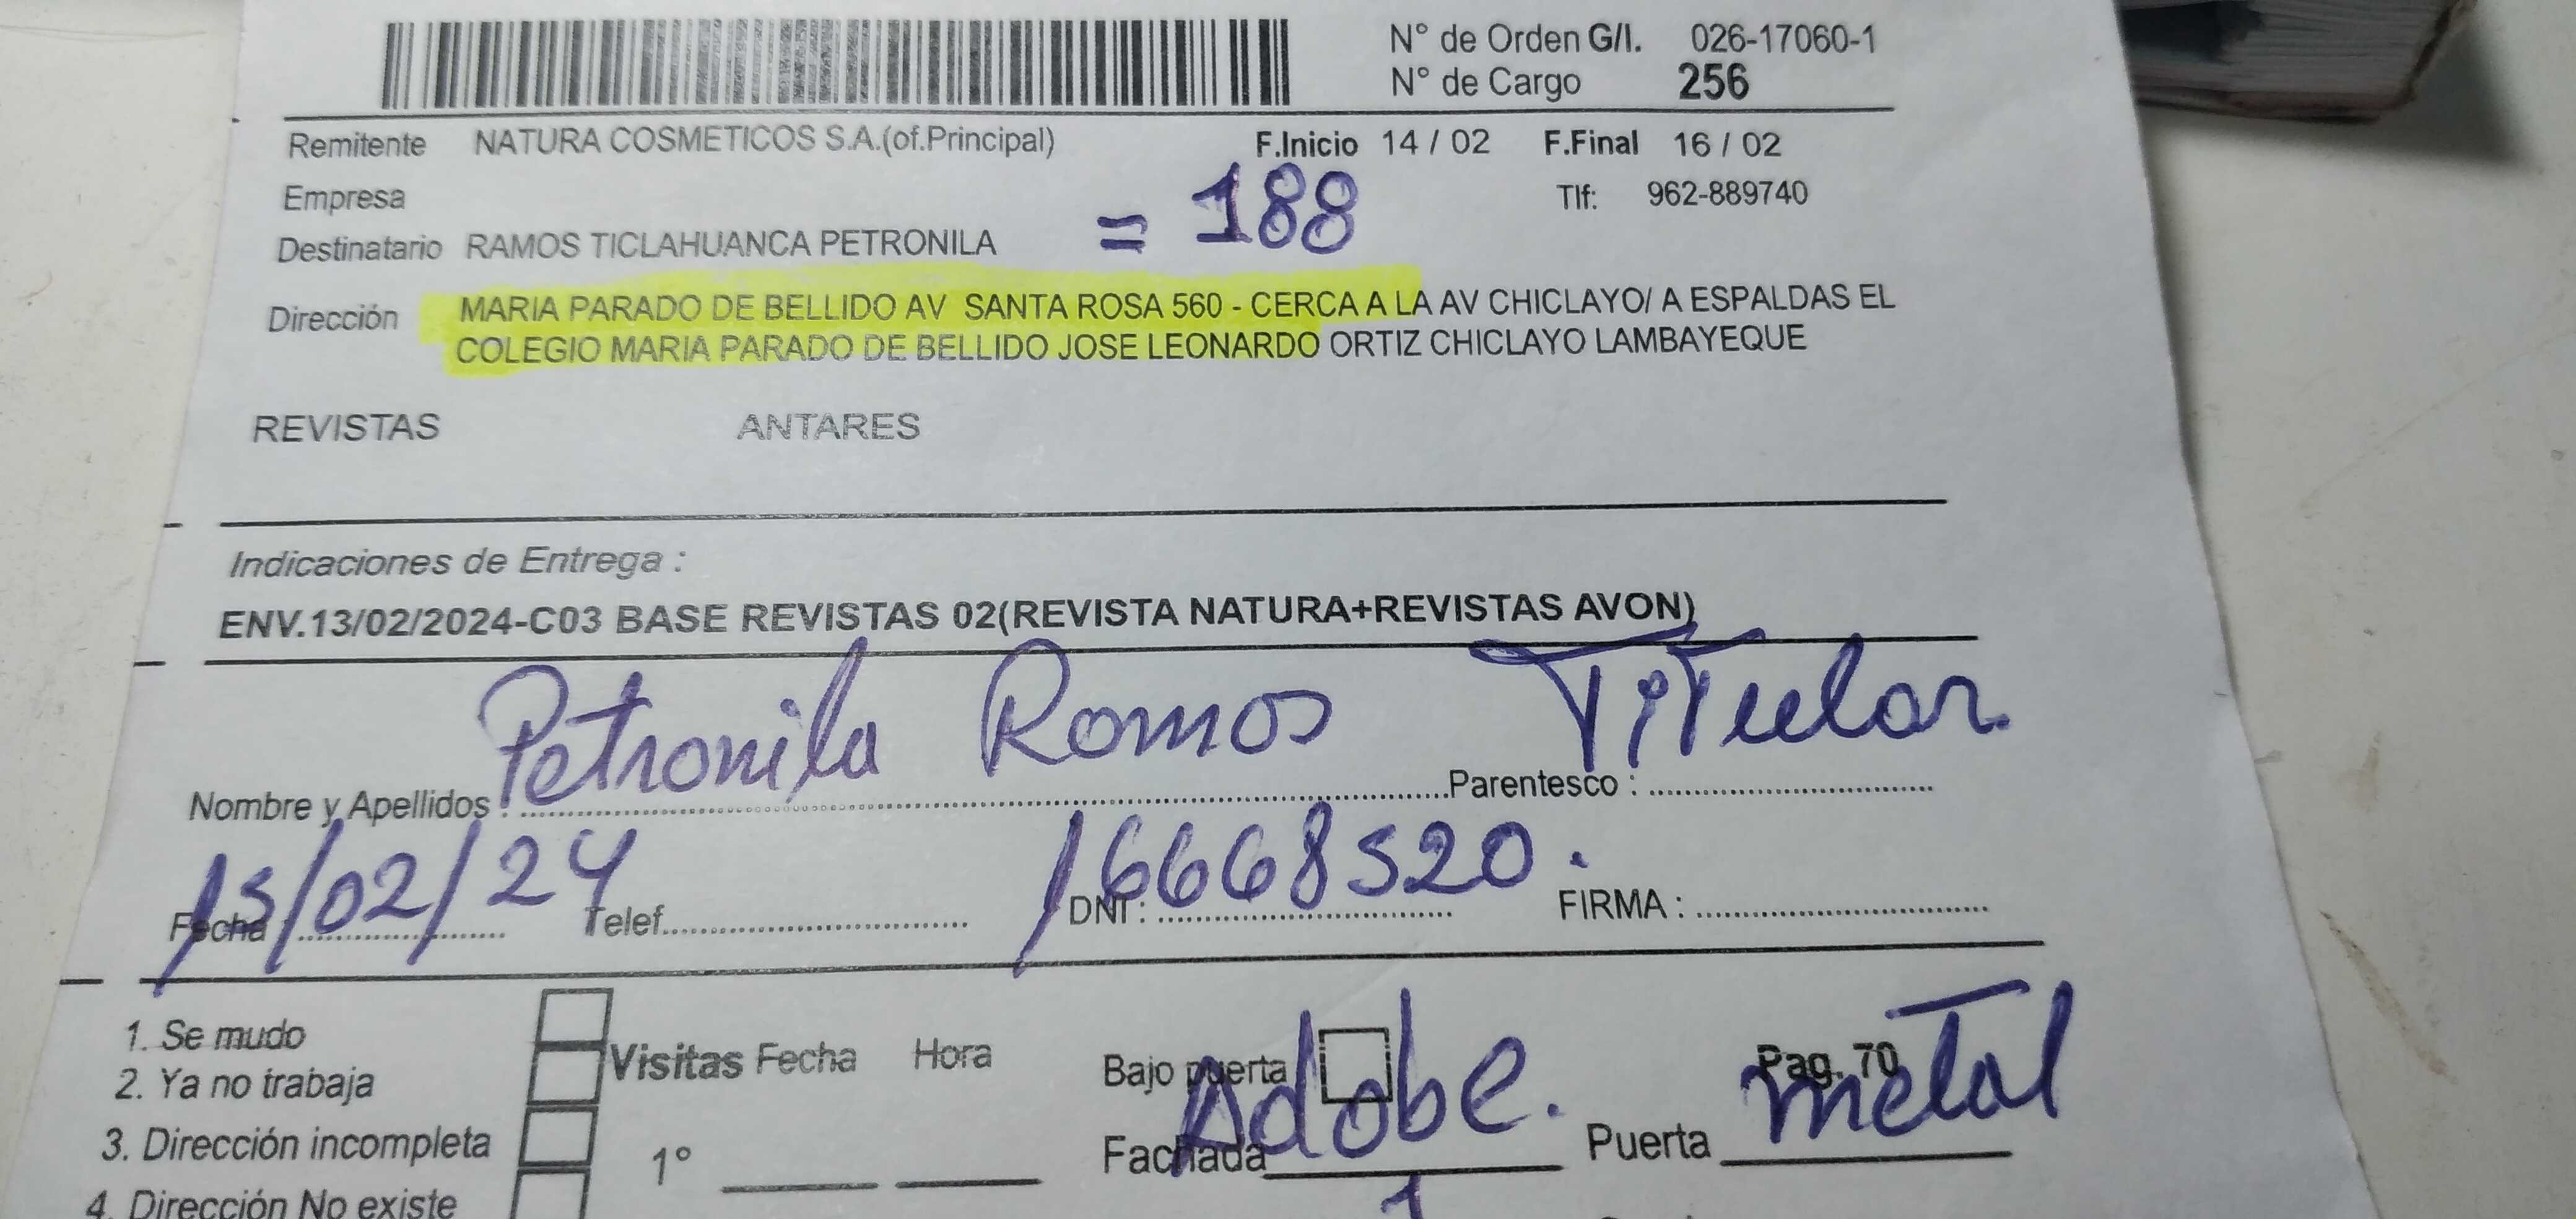 N° de Orden G/I. 026-17060-1
N° de Cargo 256
Remitente NATURA COSMETICOS S.A.(of.Principal) F.Inicio 14 / 02 F.Final 16 / 02
Empresa Tlf: 962-889740
= 188
Destinatario RAMOS TICLAHUANCA PETRONILA
Dirección MARIA PARADO DE BELLIDO AV SANTA ROSA 560 - CERCA A LA AV CHICLAYO/ A ESPALDAS EL
COLEGIO MARIA PARADO DE BELLIDO JOSE LEONARDO ORTIZ CHICLAYO LAMBAYEQUE
REVISTAS ANTARES
Indicaciones de Entrega :
ENV.13/02/2024-C03 BASE REVISTAS 02(REVISTA NATURA+REVISTAS AVON)
Petronila Ramos Titular.
Nombre y Apellidos: Parentesco :
15/02/24 16668520.
Fecha Telef. DNI : FIRMA :
1. Se mudo
2. Ya no trabaja
Visitas Fecha Hora Bajo puerta Pag. 70
Adobe. metal
3. Dirección incompleta 1° Fachada Puerta
4. Dirección No existe